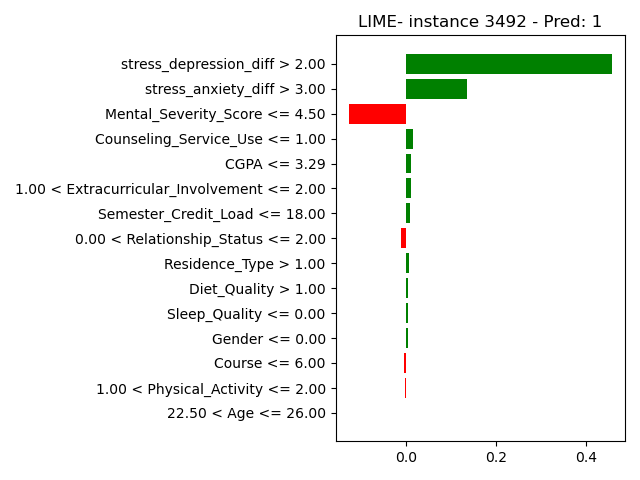 LIME- instance 3492 - Pred: 1
stress_depression_diff > 2.00
stress_anxiety_diff > 3.00
Mental_Severity_Score <= 4.50
Counseling_Service_Use <= 1.00
CGPA <= 3.29
1.00 < Extracurricular_Involvement <= 2.00
Semester_Credit_Load <= 18.00
0.00 < Relationship_Status <= 2.00
Residence_Type > 1.00
Diet_Quality > 1.00
Sleep_Quality <= 0.00
Gender <= 0.00
Course <= 6.00
1.00 < Physical_Activity <= 2.00
22.50 < Age <= 26.00
0.0 0.2 0.4